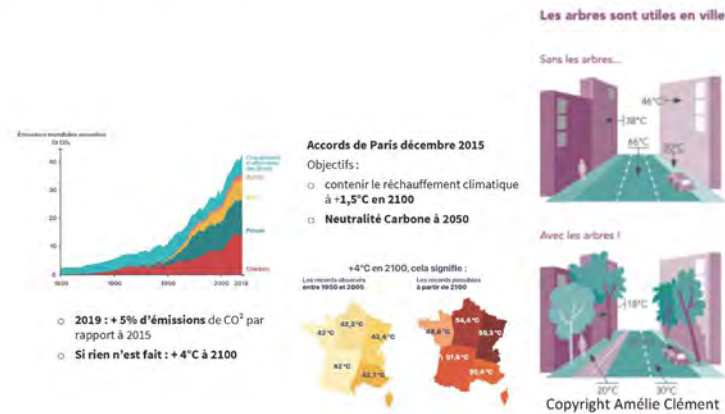 Les arbres sont utiles en ville
Sans les arbres...
46°C
38°C
66°C
Émissions mondiales annuelles
Gt CO₂
40
30
20
10
0
1850
1900
1950
2000
2018
Pétrole
Charbon
Accords de Paris décembre 2015
Objectifs :
contenir le réchauffement climatique
à +1,5°C en 2100
Neutralité Carbone à 2050
Avec les arbres !
18°C
20°C
30°C
Copyright Amélie Clément
2019 : + 5% d'émissions de CO² par
rapport à 2015
Si rien n'est fait : + 4°C à 2100
+4°C en 2100, cela signifie :
Les records observés
entre 1950 et 2005
Les records possibles
à partir de 2100
42,2°C
42,4°C
54,4°C
55,3°C
51,6°C
50,4°C